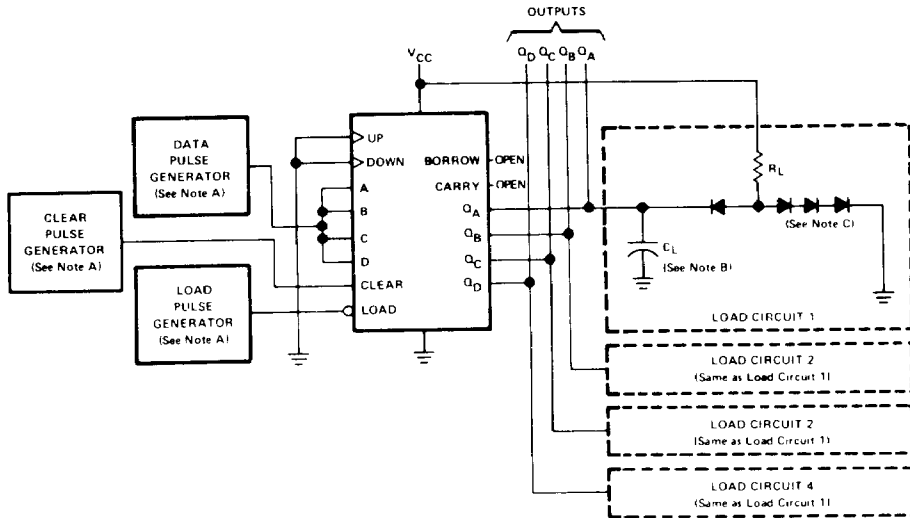 OUTPUTS
QD QC QB QA
VCC
UP
DOWN
BORROW
OPEN
CARRY
OPEN
A
B
C
D
QA
QB
QC
QD
CLEAR
LOAD
DATA
PULSE
GENERATOR
(See Note A)
CLEAR
PULSE
GENERATOR
(See Note A)
LOAD
PULSE
GENERATOR
(See Note A)
RL
(See Note C)
CL
(See Note B)
LOAD CIRCUIT 1
LOAD CIRCUIT 2
(Same as Load Circuit 1)
LOAD CIRCUIT 2
(Same as Load Circuit 1)
LOAD CIRCUIT 4
(Same as Load Circuit 1)